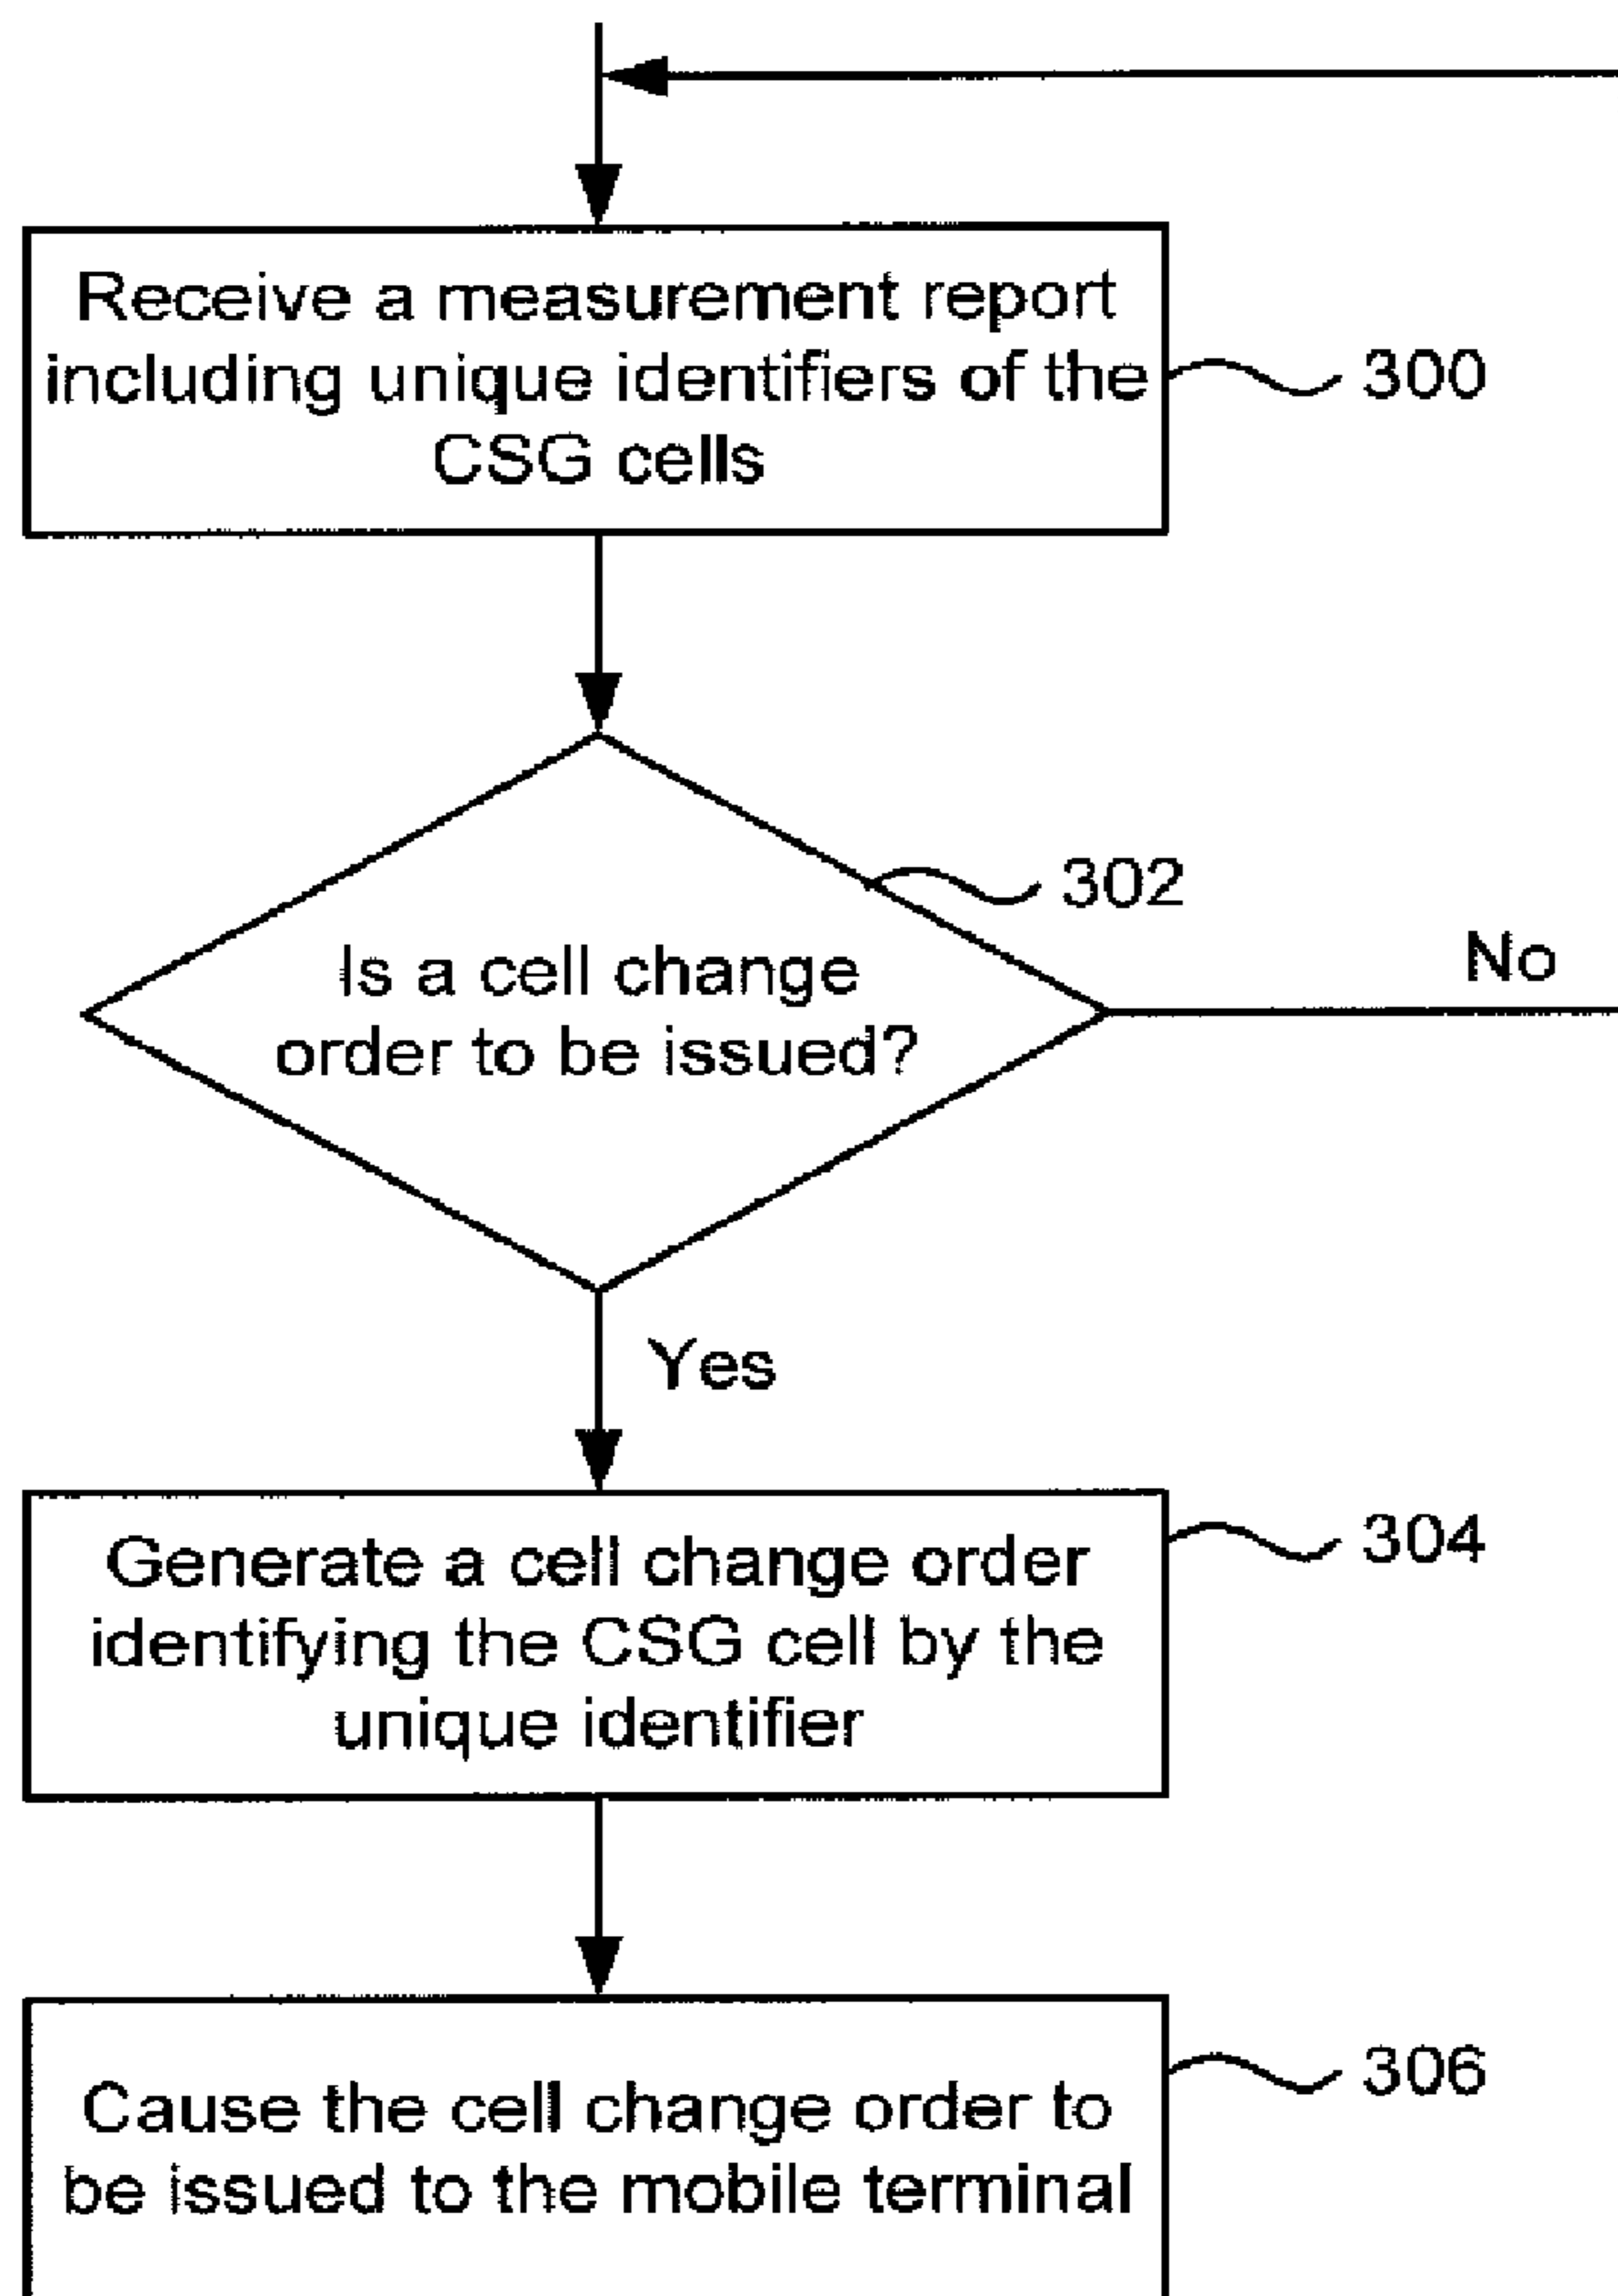 Receive a measurement report
including unique identifiers of the
CSG cells
300
302
Is a cell change
order to be issued?
No
Yes
Generate a cell change order
identifying the CSG cell by the
unique identifier
304
306
Cause the cell change order to
be issued to the mobile terminal